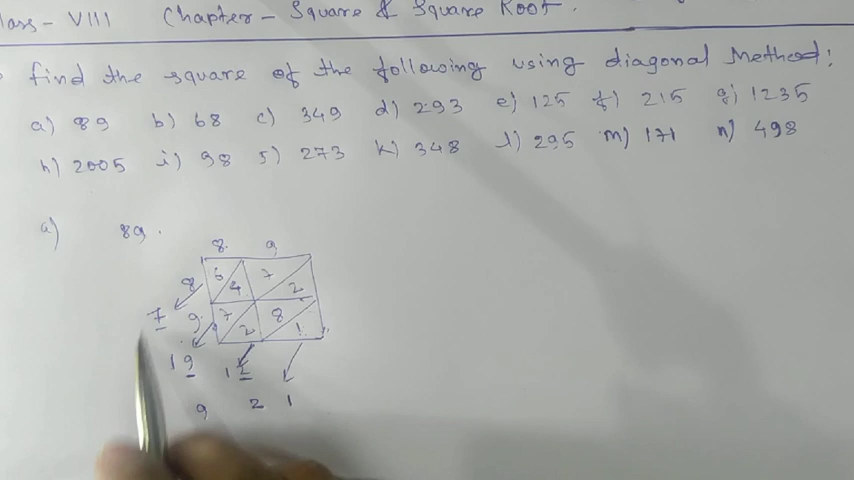 lass - VIII Chapter - Square & Square Root.
find the square of the following using diagonal Method:
a) 89 b) 68 c) 349 d) 293 e) 125 f) 215 g) 1235
h) 2005 i) 98 j) 273 k) 348 l) 295 m) 171 n) 498
a) 89.
8 9
8 6 4 7 2
7 9 7 2 8 1
19 12
9 2 1